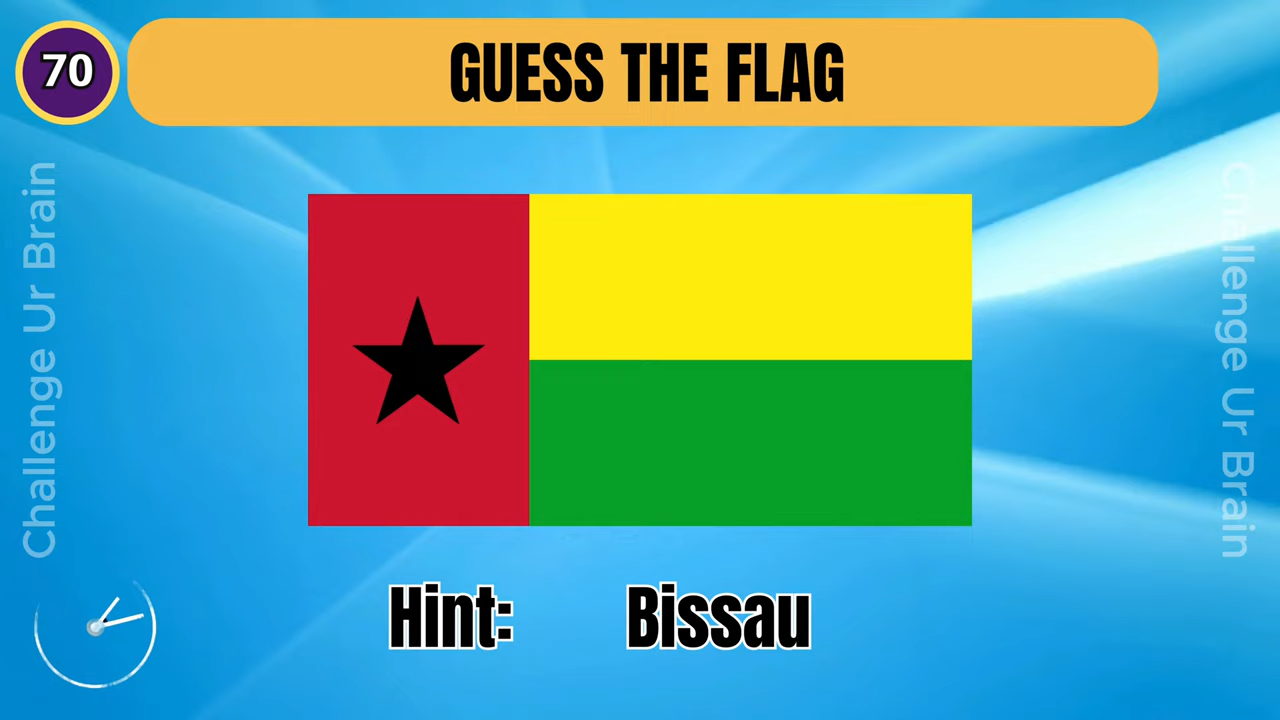 70
GUESS THE FLAG
Challenge Ur Brain
Challenge Ur Brain
Hint: Bissau